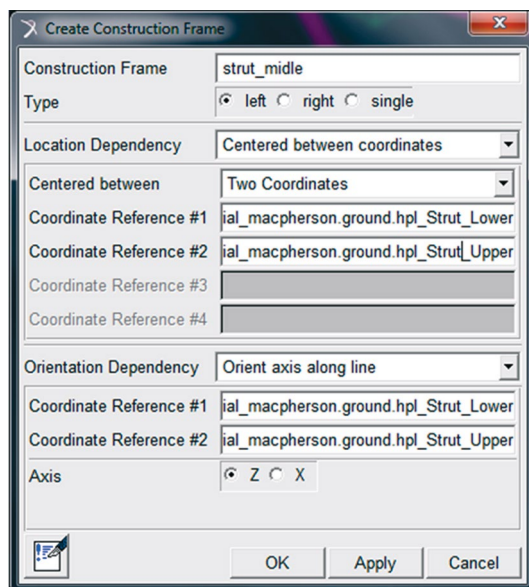 Create Construction Frame
Construction Frame strut_midle
Type left right single
Location Dependency Centered between coordinates
Centered between Two Coordinates
Coordinate Reference #1 ial_macpherson.ground.hpl_Strut_Lower
Coordinate Reference #2 ial_macpherson.ground.hpl_Strut_Upper
Coordinate Reference #3
Coordinate Reference #4
Orientation Dependency Orient axis along line
Coordinate Reference #1 ial_macpherson.ground.hpl_Strut_Lower
Coordinate Reference #2 ial_macpherson.ground.hpl_Strut_Upper
Axis Z X
OK Apply Cancel